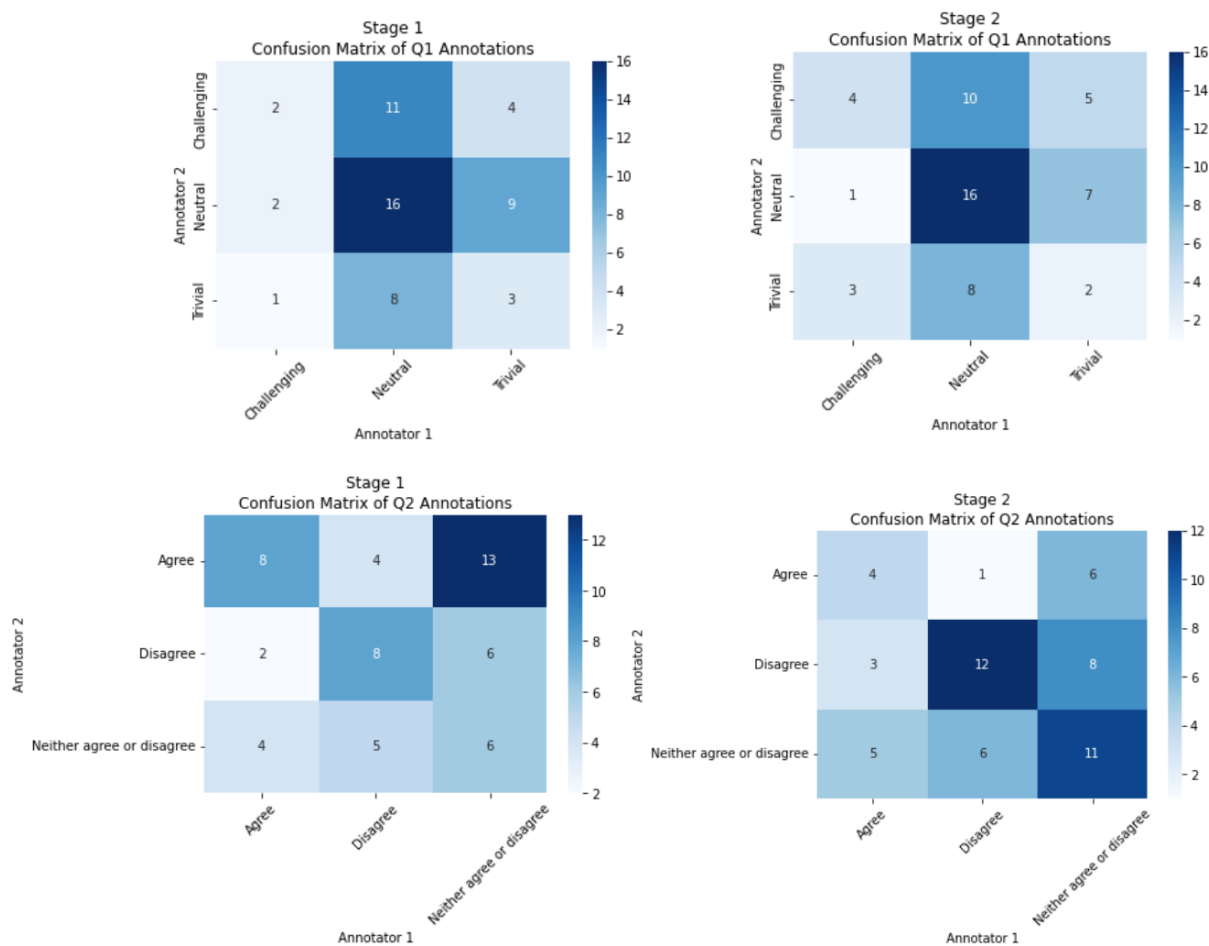 Stage 1
Confusion Matrix of Q1 Annotations
Annotator 2
Challenging
Neutral
Trivial
2 11 4
2 16 9
1 8 3
16
14
12
10
8
6
4
2
Challenging Neutral Trivial
Annotator 1
Stage 2
Confusion Matrix of Q1 Annotations
Annotator 2
Challenging
Neutral
Trivial
4 10 5
1 16 7
3 8 2
16
14
12
10
8
6
4
2
Challenging Neutral Trivial
Annotator 1
Stage 1
Confusion Matrix of Q2 Annotations
Annotator 2
Agree 8 4 13
Disagree 2 8 6
Neither agree or disagree 4 5 6
12
10
8
6
4
2
Agree Disagree Neither agree or disagree
Annotator 1
Stage 2
Confusion Matrix of Q2 Annotations
Annotator 2
Agree 4 1 6
Disagree 3 12 8
Neither agree or disagree 5 6 11
12
10
8
6
4
2
Agree Disagree Neither agree or disagree
Annotator 1